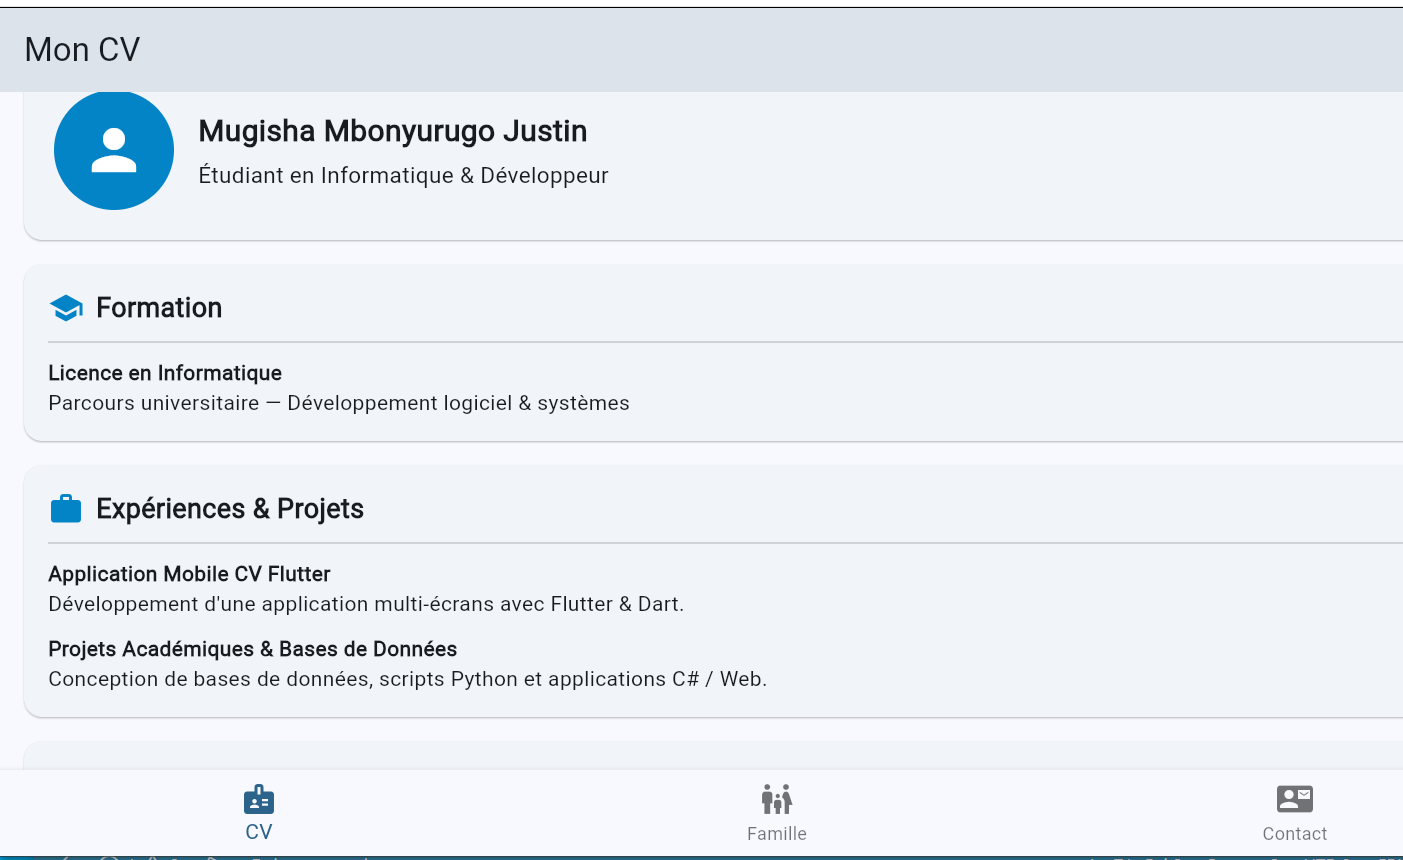 Mon CV
Mugisha Mbonyurugo Justin
Étudiant en Informatique & Développeur
Formation
Licence en Informatique
Parcours universitaire — Développement logiciel & systèmes
Expériences & Projets
Application Mobile CV Flutter
Développement d'une application multi-écrans avec Flutter & Dart.
Projets Académiques & Bases de Données
Conception de bases de données, scripts Python et applications C# / Web.
CV
Famille
Contact